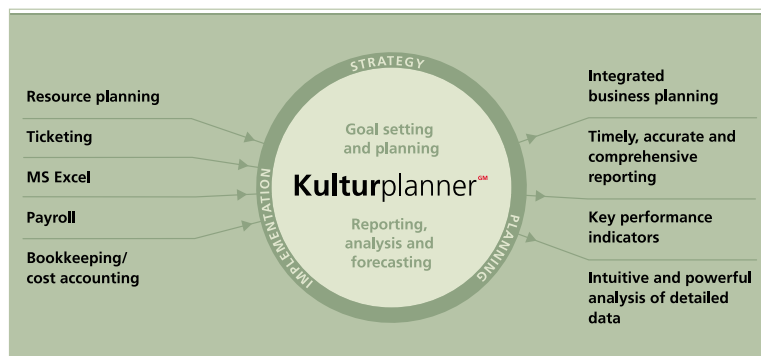 Resource planning
Ticketing
MS Excel
Payroll
Bookkeeping/
cost accounting
STRATEGY
IMPLEMENTATION
PLANNING
Goal setting
and planning
Kulturplanner GM
Reporting,
analysis and
forecasting
Integrated
business planning
Timely, accurate and
comprehensive
reporting
Key performance
indicators
Intuitive and powerful
analysis of detailed
data